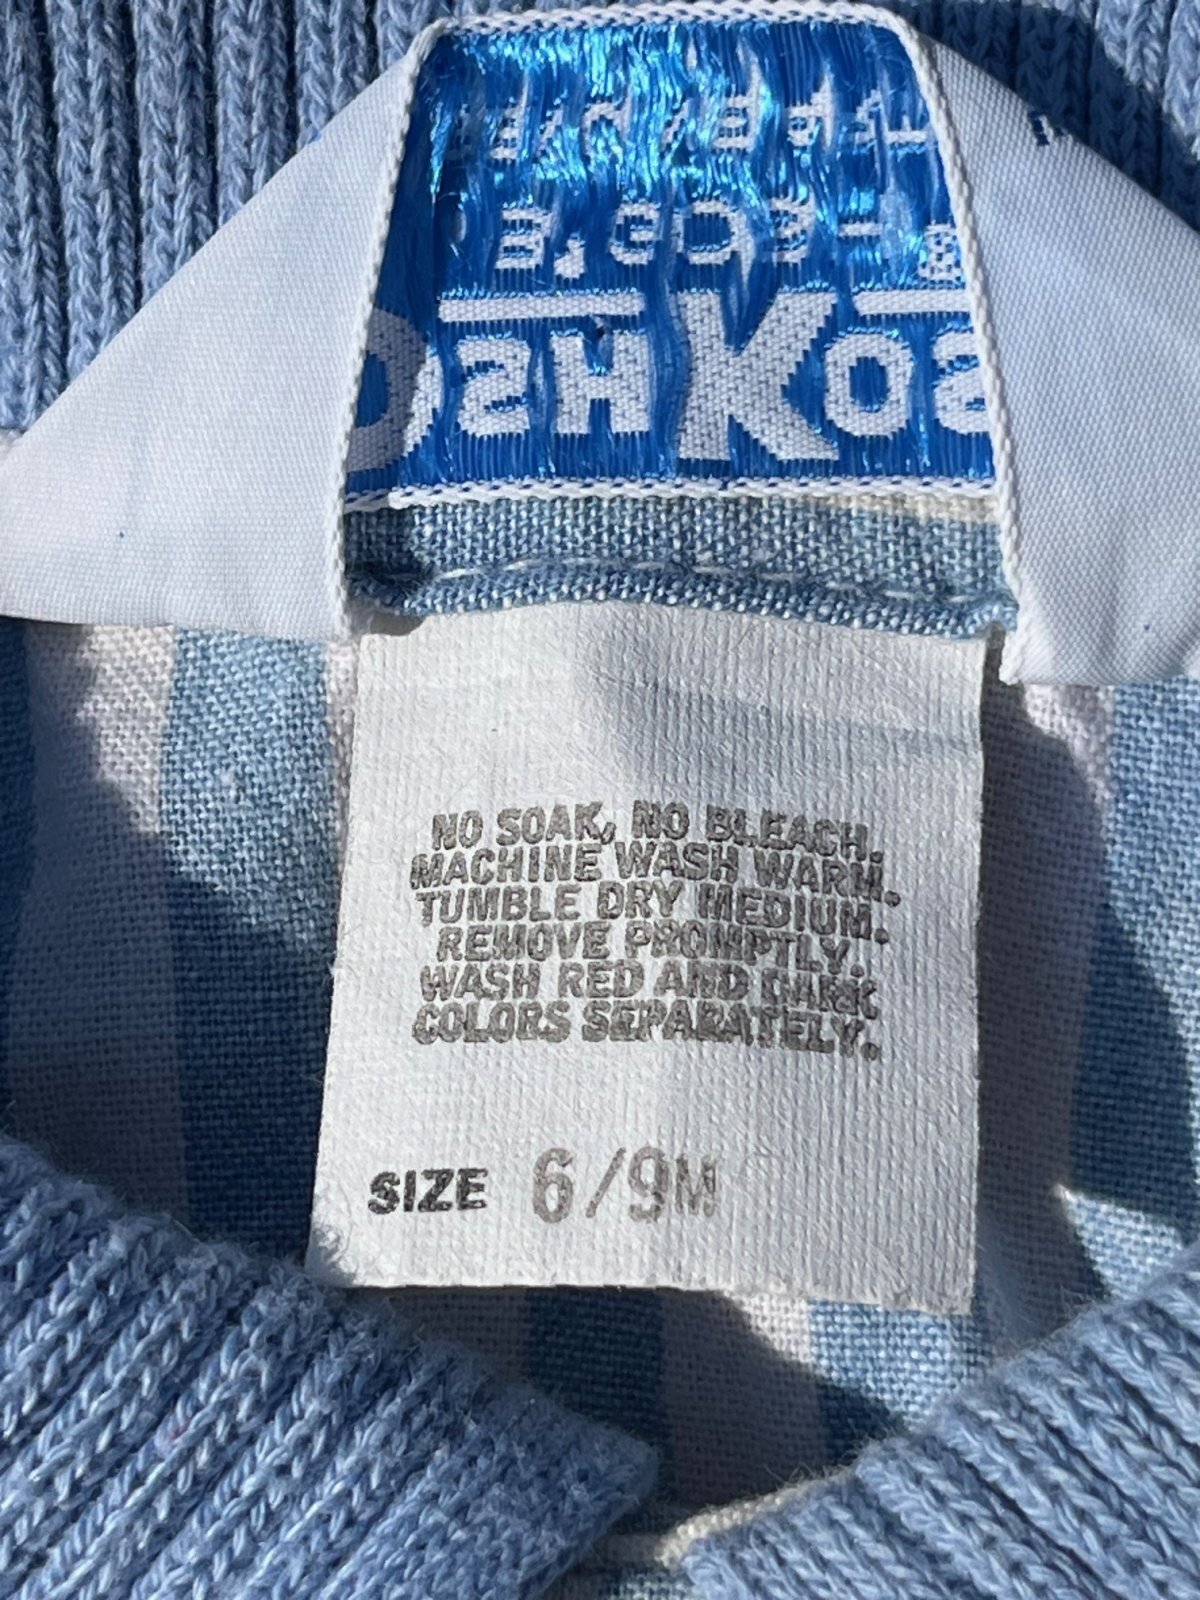 B'GOSH
OSHKOS
NO SOAK, NO BLEACH.
MACHINE WASH WARM.
TUMBLE DRY MEDIUM.
REMOVE PROMPTLY.
WASH RED AND DARK
COLORS SEPARATELY.
SIZE 6/9M